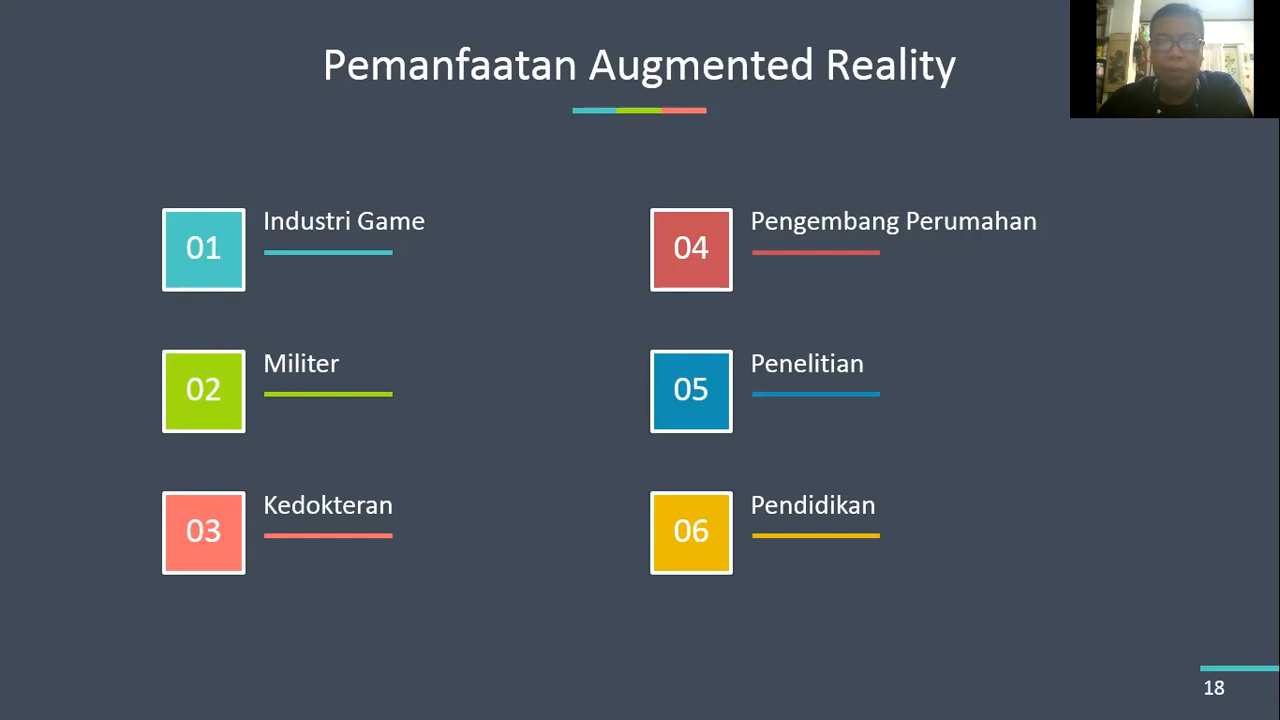 Pemanfaatan Augmented Reality
01
Industri Game
02
Militer
03
Kedokteran
04
Pengembang Perumahan
05
Penelitian
06
Pendidikan
18